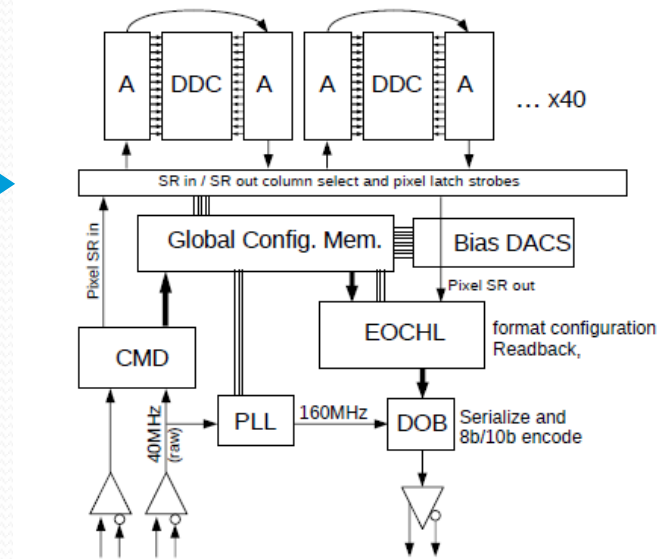 A
DDC
A
A
DDC
A
... x40
SR in / SR out column select and pixel latch strobes
Pixel SR in
Global Config. Mem.
Bias DACS
Pixel SR out
CMD
EOCHL
format configuration
Readback,
40MHz
(raw)
PLL
160MHz
DOB
Serialize and
8b/10b encode